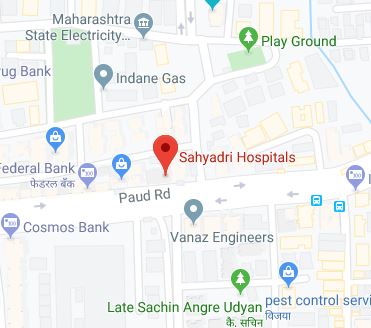 Maharashtra
State Electricity...
Play Ground
rug Bank
Indane Gas
Sahyadri Hospitals
Federal Bank
फेडरल बँक
Paud Rd
Cosmos Bank
Vanaz Engineers
Late Sachin Angre Udyan
कै. सचिन
pest control servi
विजया